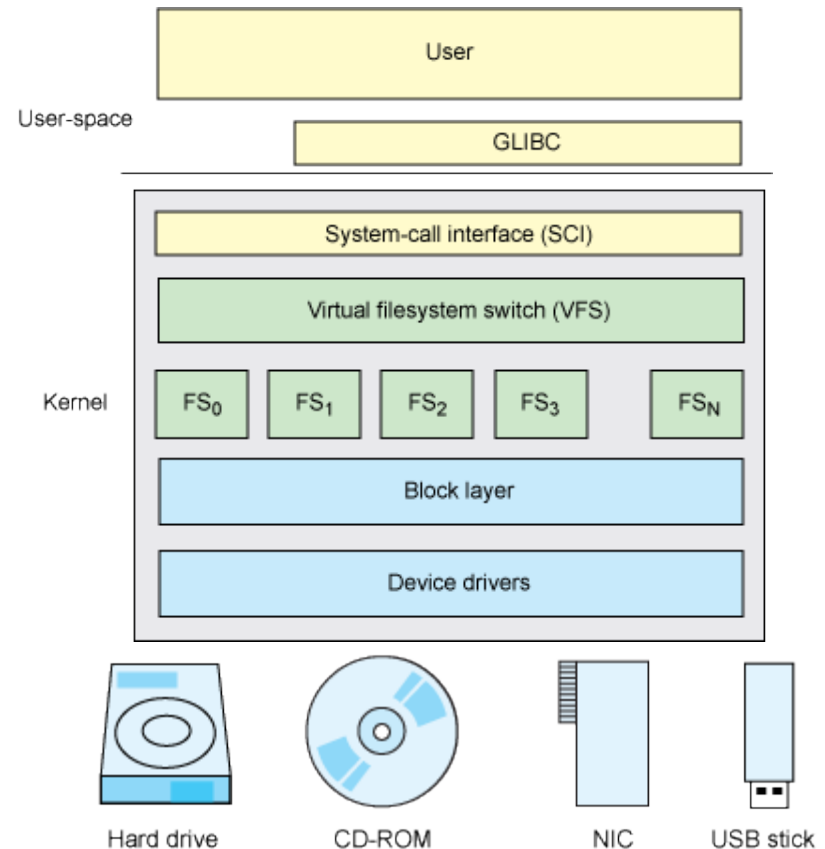 User
User-space
GLIBC
System-call interface (SCI)
Virtual filesystem switch (VFS)
Kernel
FS0 FS1 FS2 FS3 FSN
Block layer
Device drivers
Hard drive CD-ROM NIC USB stick